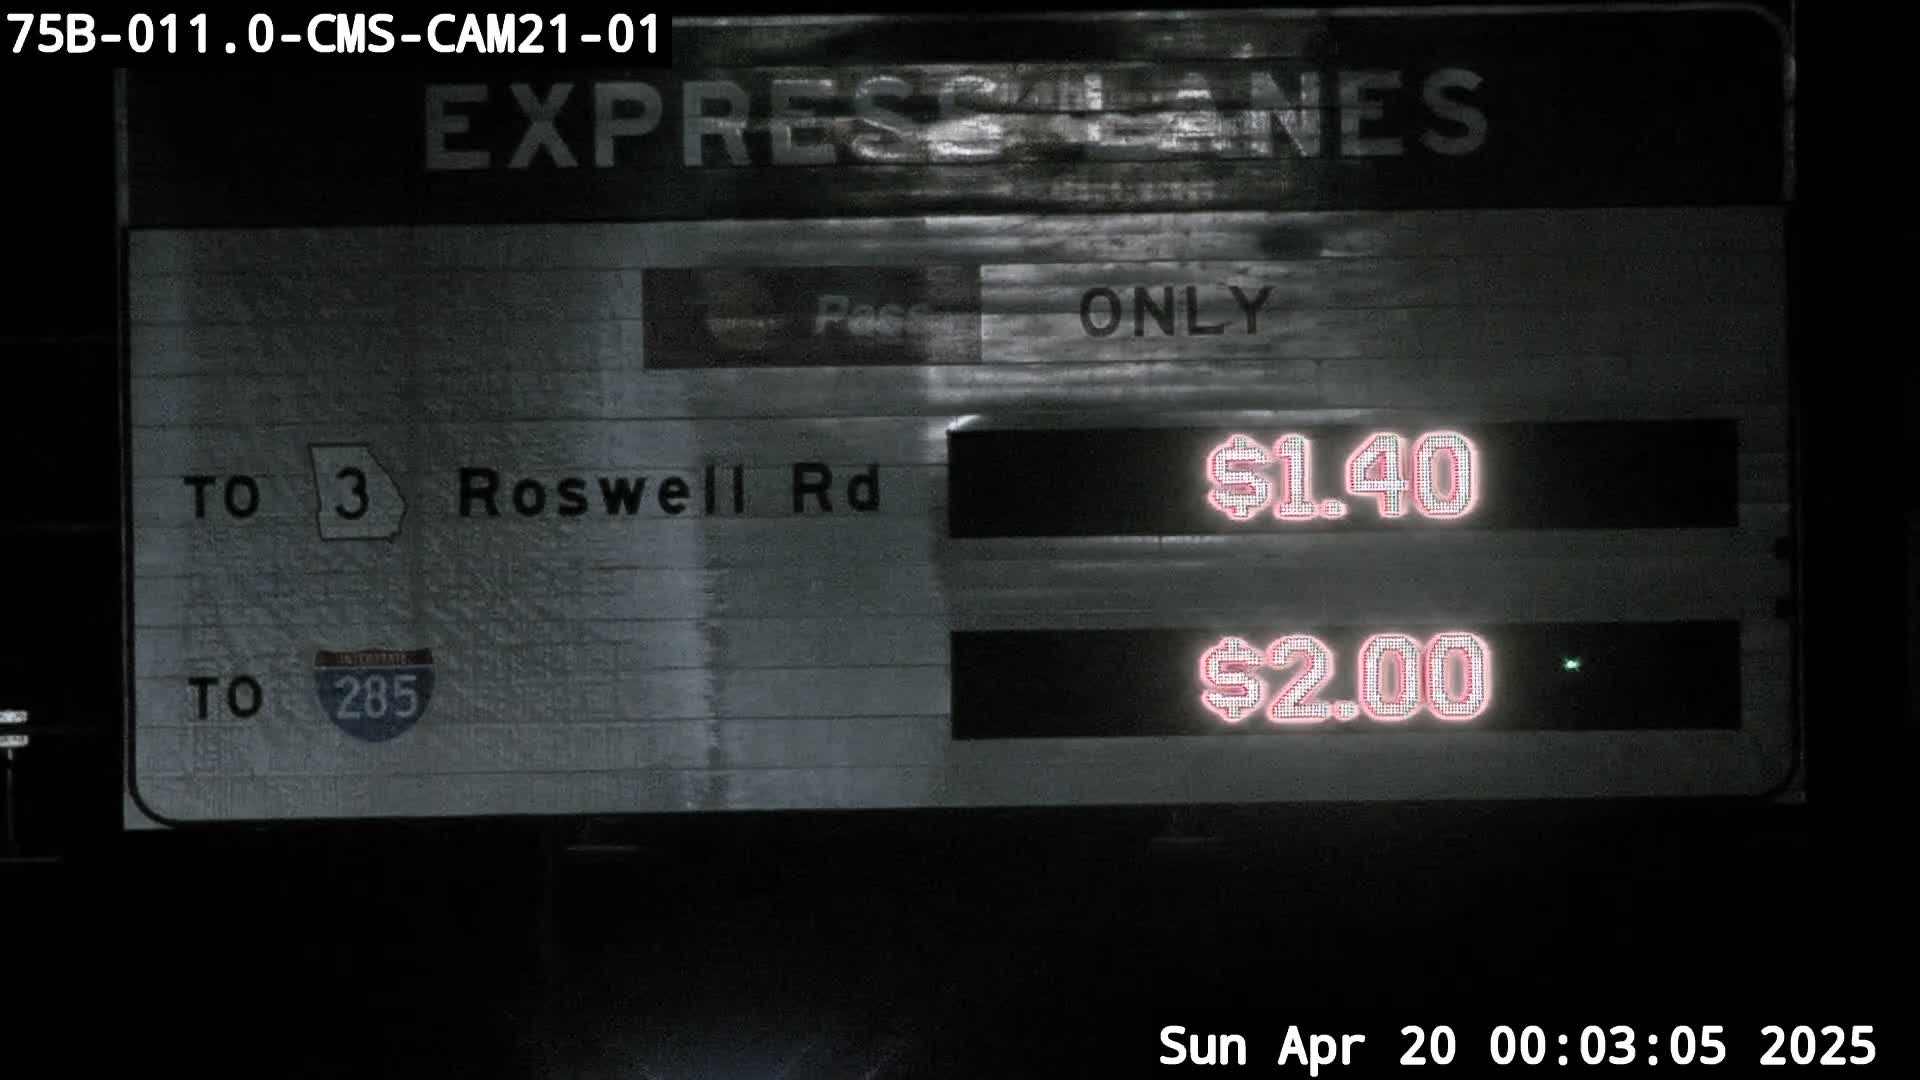 75B-011.0-CMS-CAM21-01
EXPRESS LANES
Pass ONLY
TO 3 Roswell Rd $1.40
INTERSTATE
TO 285 $2.00
Sun Apr 20 00:03:05 2025